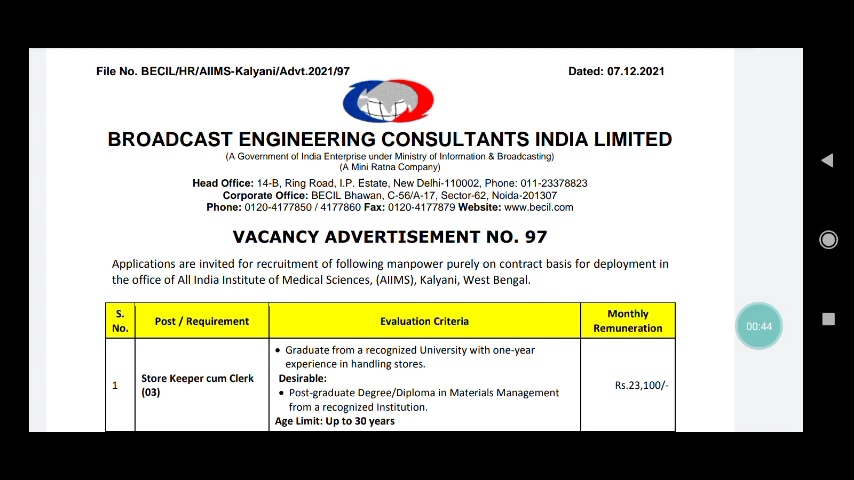 File No. BECIL/HR/AIIMS-Kalyani/Advt.2021/97 Dated: 07.12.2021
BROADCAST ENGINEERING CONSULTANTS INDIA LIMITED
(A Government of India Enterprise under Ministry of Information & Broadcasting)
(A Mini Ratna Company)
Head Office: 14-B, Ring Road, I.P. Estate, New Delhi-110002, Phone: 011-23378823
Corporate Office: BECIL Bhawan, C-56/A-17, Sector-62, Noida-201307
Phone: 0120-4177850 / 4177860 Fax: 0120-4177879 Website: www.becil.com
VACANCY ADVERTISEMENT NO. 97
Applications are invited for recruitment of following manpower purely on contract basis for deployment in
the office of All India Institute of Medical Sciences, (AIIMS), Kalyani, West Bengal.
S. No. Post / Requirement Evaluation Criteria Monthly Remuneration
1 Store Keeper cum Clerk (03)
• Graduate from a recognized University with one-year
experience in handling stores.
Desirable:
• Post-graduate Degree/Diploma in Materials Management
from a recognized Institution.
Age Limit: Up to 30 years
Rs.23,100/-
00:44